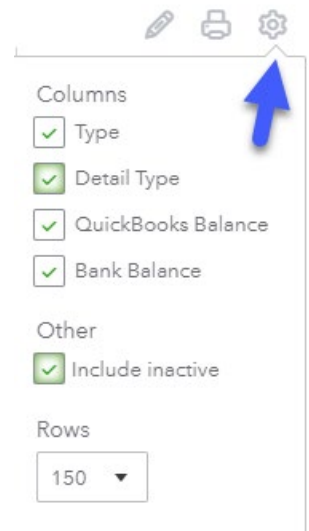 Columns
Type
Detail Type
QuickBooks Balance
Bank Balance
Other
Include inactive
Rows
150